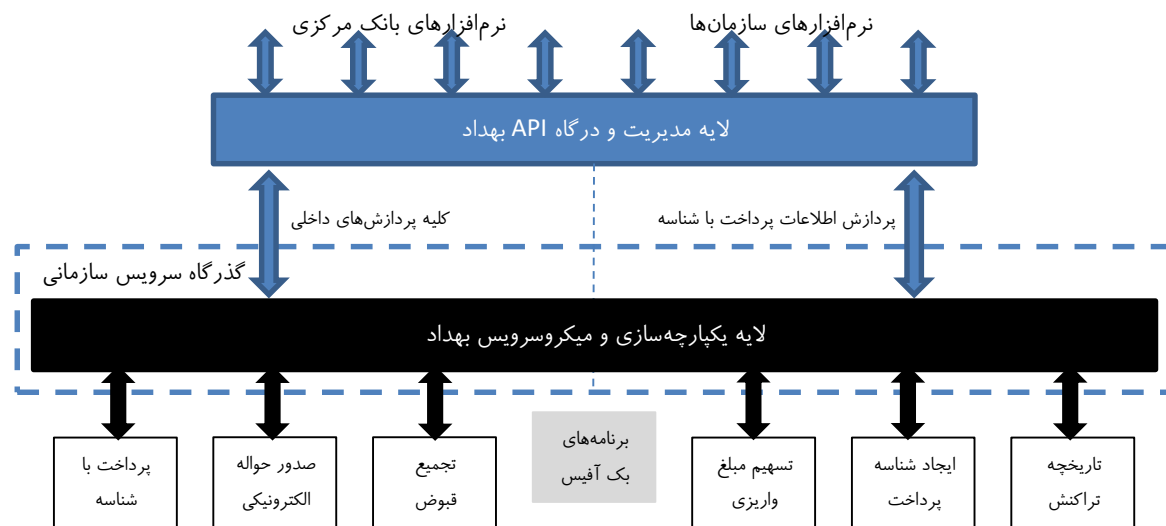 نرم‌افزارهای سازمان‌ها
نرم‌افزارهای بانک مرکزی
لایه مدیریت و درگاه API بهداد
پردازش اطلاعات پرداخت با شناسه
کلیه پردازش‌های داخلی
گذرگاه سرویس سازمانی
لایه یکپارچه‌سازی و میکروسرویس بهداد
تاریخچه
تراکنش
ایجاد شناسه
پرداخت
تسهیم مبلغ
واریزی
برنامه‌های
بک آفیس
تجمیع
قبوض
صدور حواله
الکترونیکی
پرداخت با
شناسه